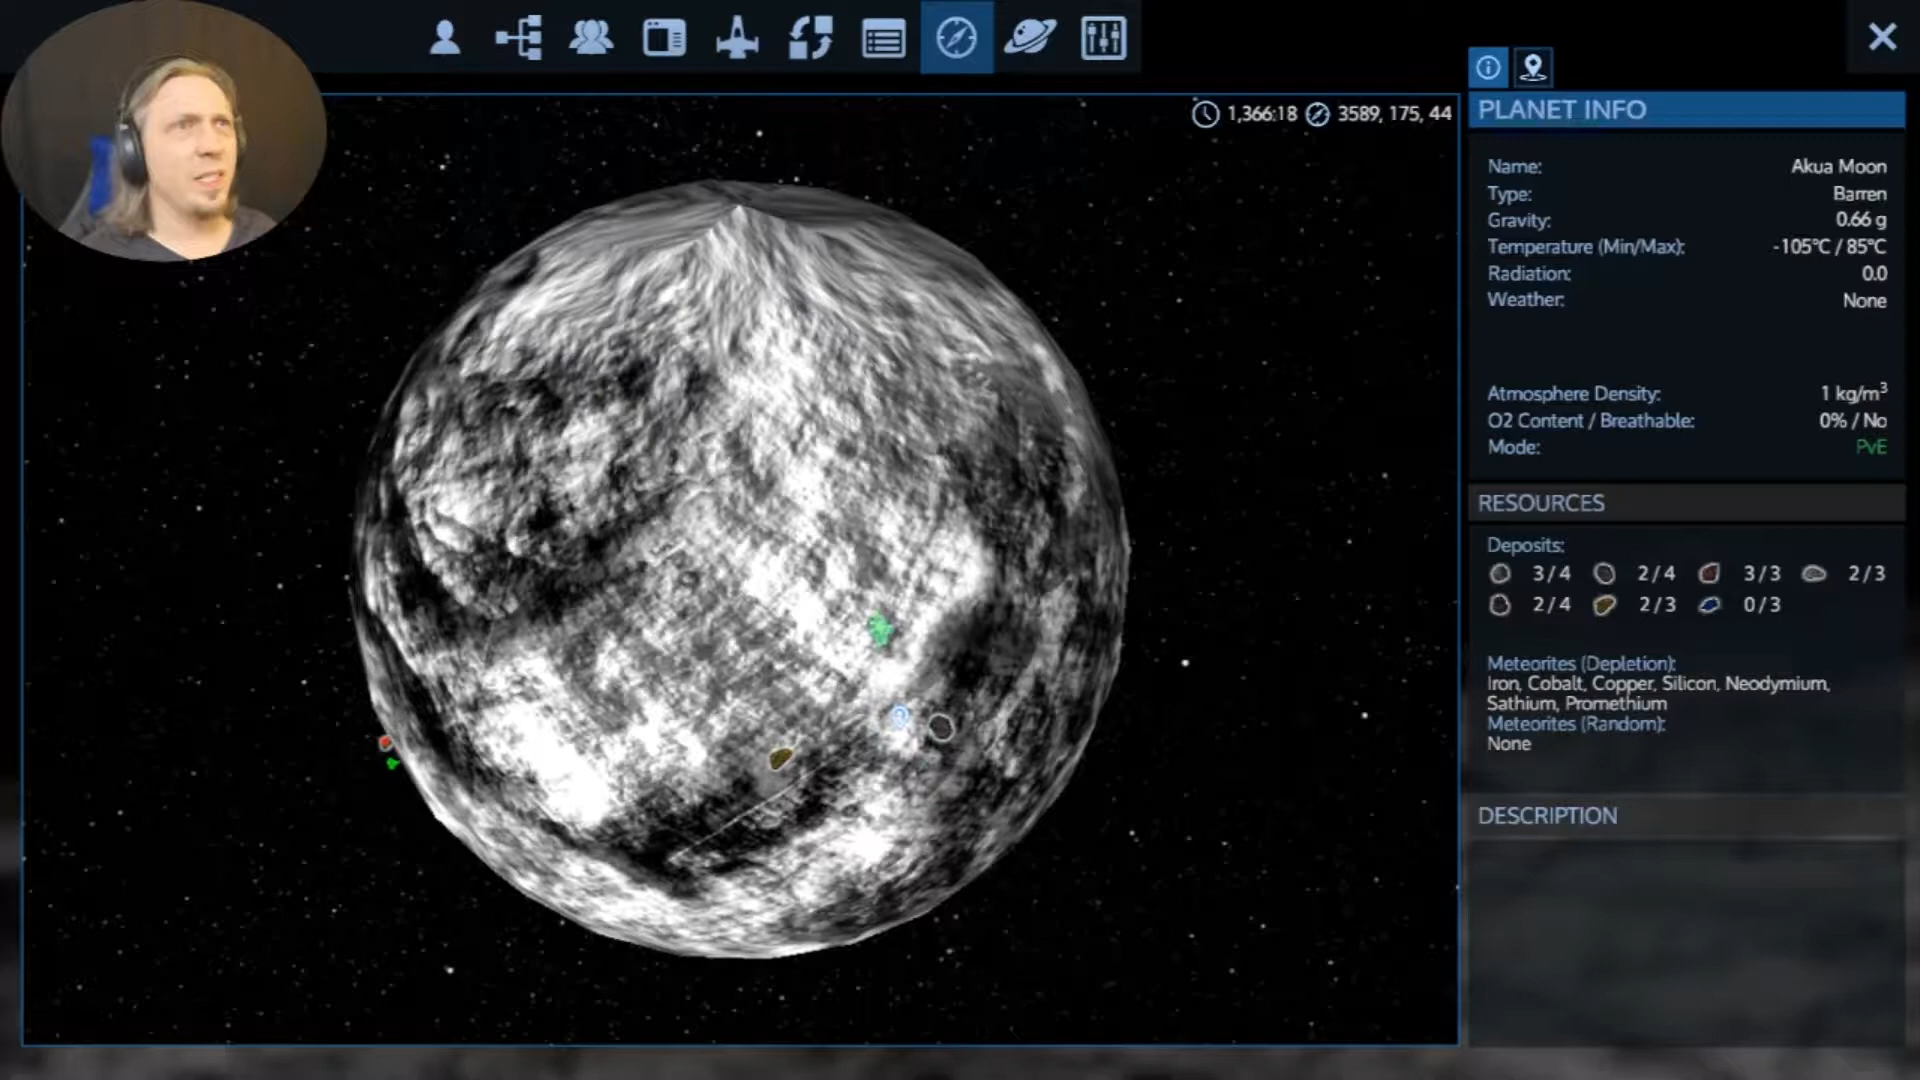 1,366:18 3589, 175, 44
PLANET INFO
Name: Akua Moon
Type: Barren
Gravity: 0.66 g
Temperature (Min/Max): -105°C / 85°C
Radiation: 0.0
Weather: None
Atmosphere Density: 1 kg/m³
O2 Content / Breathable: 0% / No
Mode: PvE
RESOURCES
Deposits:
3/4 2/4 3/3 2/3
2/4 2/3 0/3
Meteorites (Depletion):
Iron, Cobalt, Copper, Silicon, Neodymium,
Sathium, Promethium
Meteorites (Random):
None
DESCRIPTION